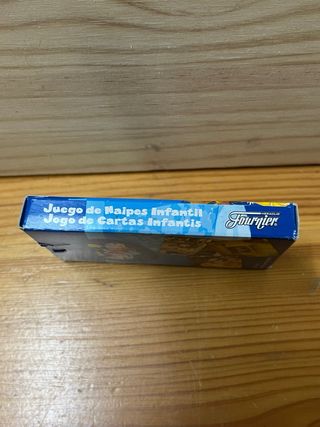 Juego de Naipes Infantil
Jogo de Cartas Infantis
Fournier